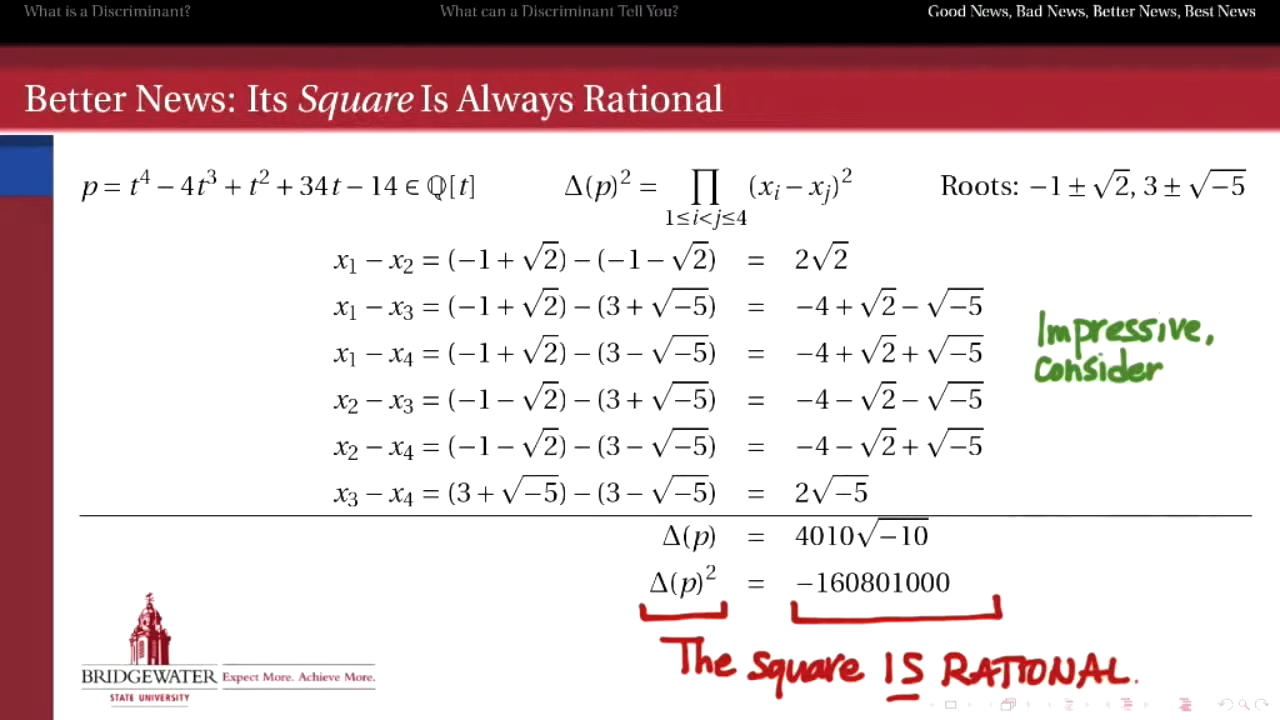 What is a Discriminant? What can a Discriminant Tell You? Good News, Bad News, Better News, Best News
Better News: Its Square Is Always Rational
p = t⁴ − 4t³ + t² + 34t − 14 ∈ ℚ[t] Δ(p)² = ∏_{1≤i<j≤4} (xᵢ − xⱼ)² Roots: −1 ± √2, 3 ± √−5
x₁ − x₂ = (−1 + √2) − (−1 − √2) = 2√2
x₁ − x₃ = (−1 + √2) − (3 + √−5) = −4 + √2 − √−5
x₁ − x₄ = (−1 + √2) − (3 − √−5) = −4 + √2 + √−5
x₂ − x₃ = (−1 − √2) − (3 + √−5) = −4 − √2 − √−5
x₂ − x₄ = (−1 − √2) − (3 − √−5) = −4 − √2 + √−5
x₃ − x₄ = (3 + √−5) − (3 − √−5) = 2√−5
Impressive,
consider
Δ(p) = 4010√−10
Δ(p)² = −160801000
The square IS RATIONAL.
BRIDGEWATER
STATE UNIVERSITY
Expect More. Achieve More.